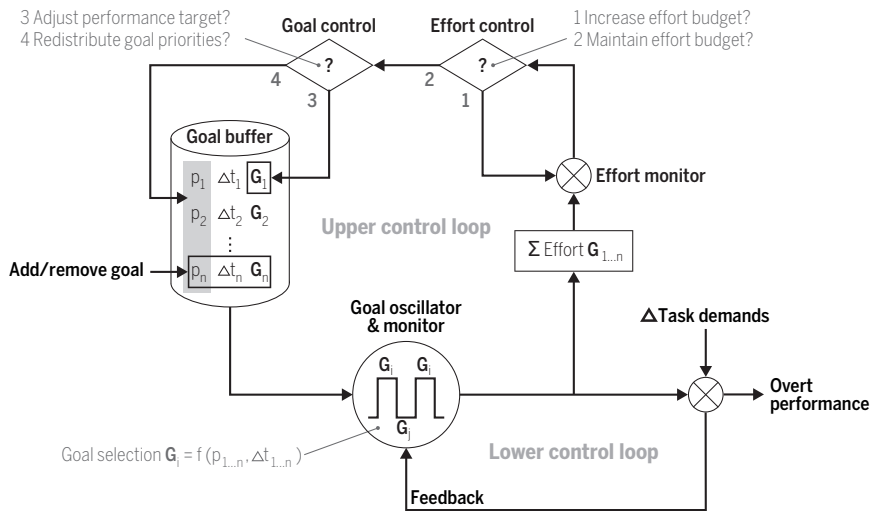 3 Adjust performance target?
4 Redistribute goal priorities?
Goal control
Effort control
1 Increase effort budget?
2 Maintain effort budget?
?
?
4
3
2
1
Goal buffer
p1 Δt1 G1
p2 Δt2 G2
⋮
pn Δtn Gn
Add/remove goal
Effort monitor
Upper control loop
Σ Effort G1...n
Goal oscillator
& monitor
ΔTask demands
Gi Gi
Gj
Overt
performance
Goal selection Gi = f (p1...n, Δt1...n)
Lower control loop
Feedback